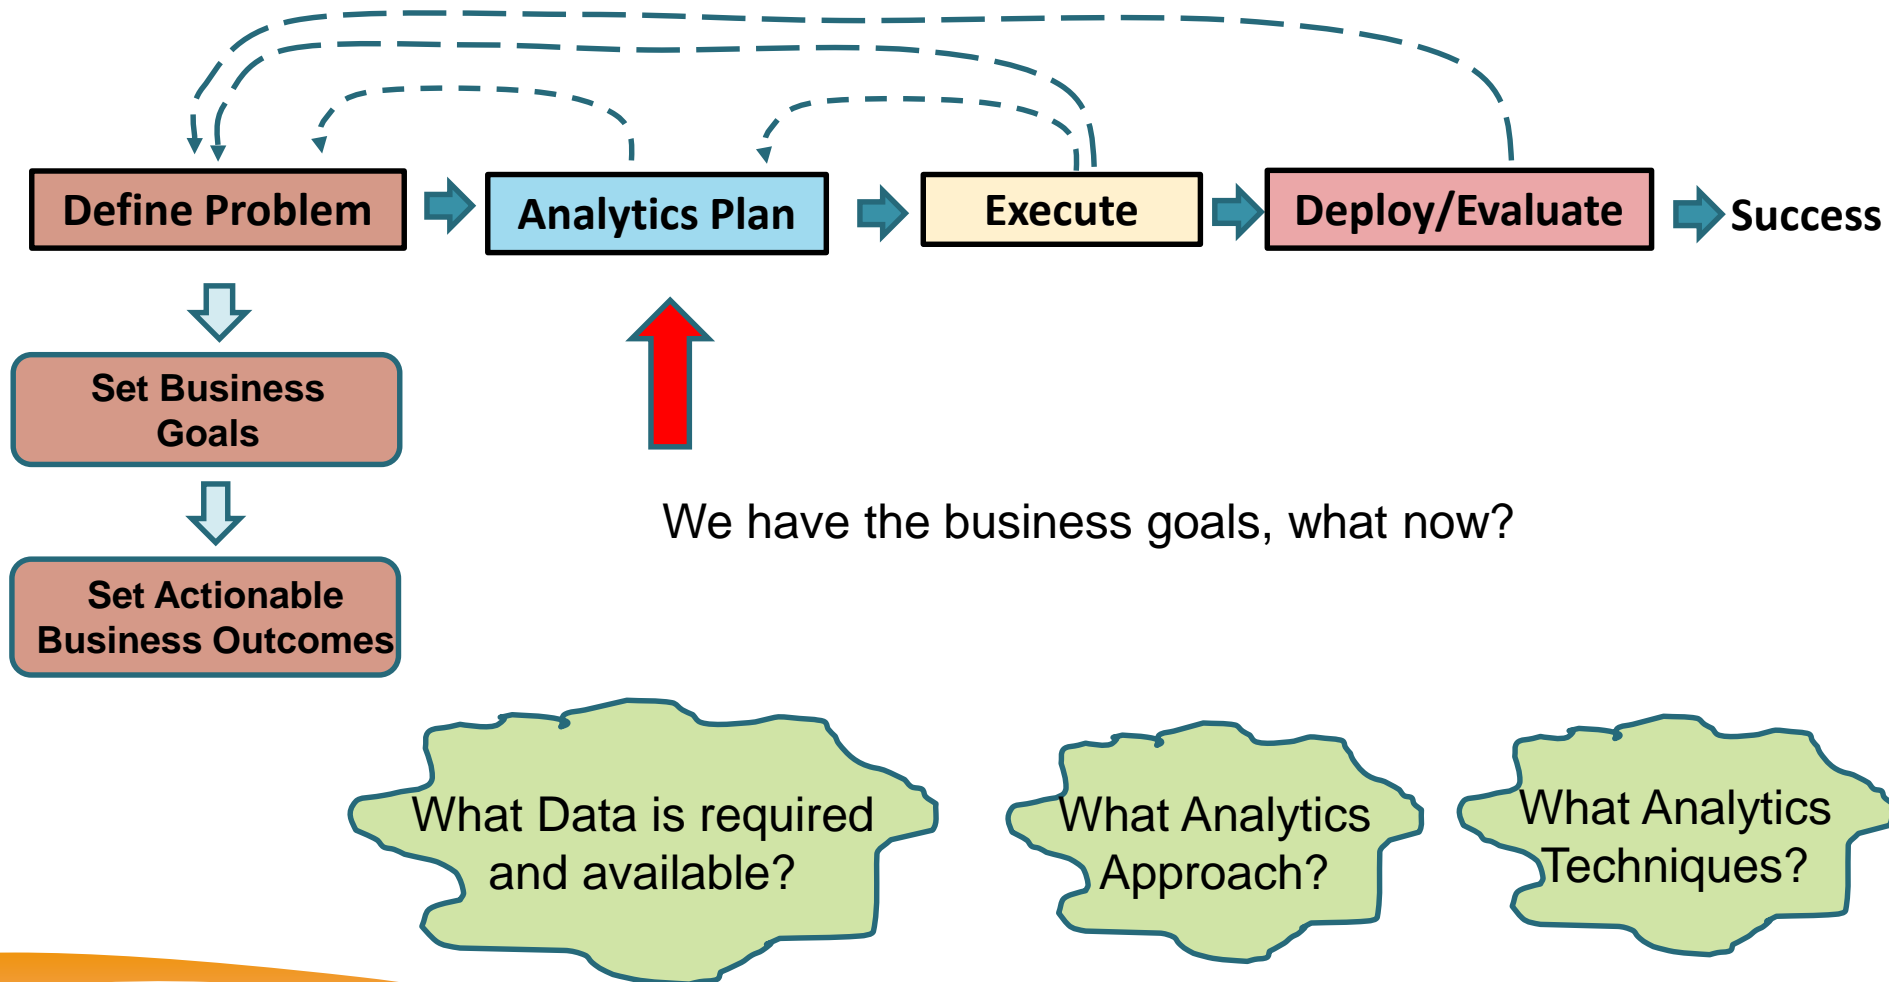 Define Problem
Analytics Plan
Execute
Deploy/Evaluate
Success
Set Business
Goals
We have the business goals, what now?
Set Actionable
Business Outcomes
What Data is required
and available?
What Analytics
Approach?
What Analytics
Techniques?